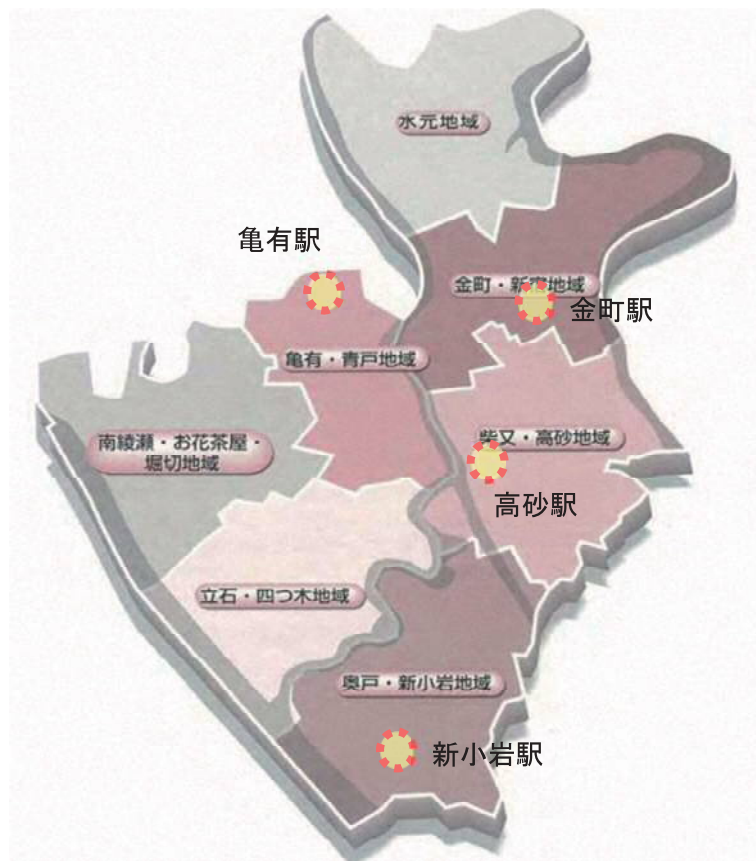 水元地域
亀有駅
金町・新宿地域
金町駅
亀有・青戸地域
柴又・高砂地域
南綾瀬・お花茶屋・
堀切地域
高砂駅
立石・四つ木地域
奥戸・新小岩地域
新小岩駅